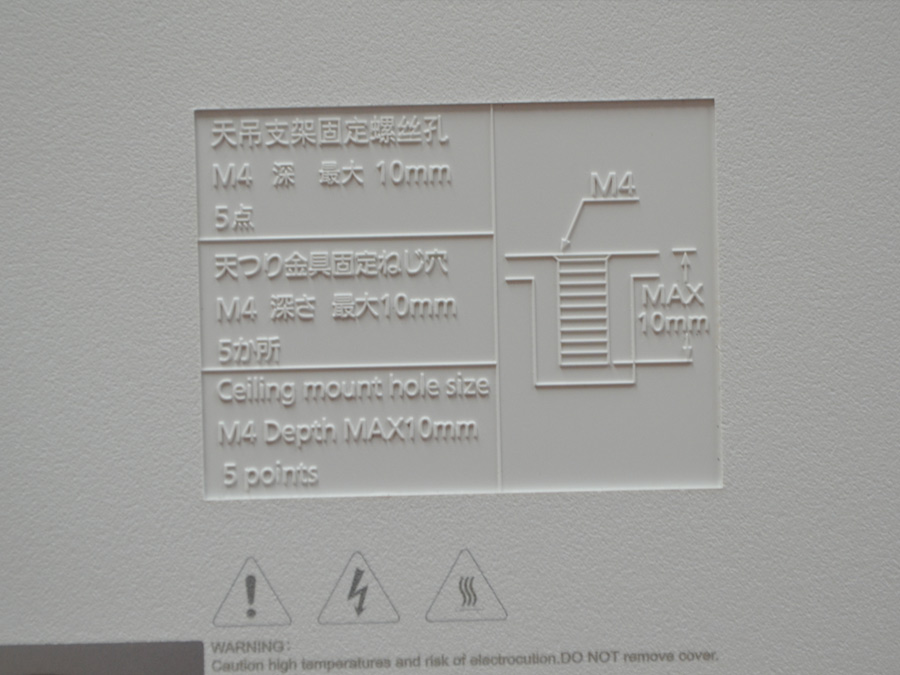 天吊支架固定螺丝孔
M4 深 最大 10mm
5点
天つり金具固定ねじ穴
M4 深さ 最大10mm
5か所
Ceiling mount hole size
M4 Depth MAX10mm
5 points
M4
MAX
10mm
WARNING:
Caution high temperatures and risk of electrocution.DO NOT remove cover.